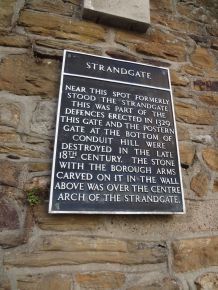 STRANDGATE
NEAR THIS SPOT FORMERLY
STOOD THE STRANDGATE
THIS WAS PART OF THE
DEFENCES ERECTED IN 1329
THIS GATE AND THE POSTERN
GATE AT THE BOTTOM OF
CONDUIT HILL WERE
DESTROYED IN THE LATE
18TH CENTURY. THE STONE
WITH THE BOROUGH ARMS
CARVED ON IT IN THE WALL
ABOVE WAS OVER THE CENTRE
ARCH OF THE STRANDGATE.